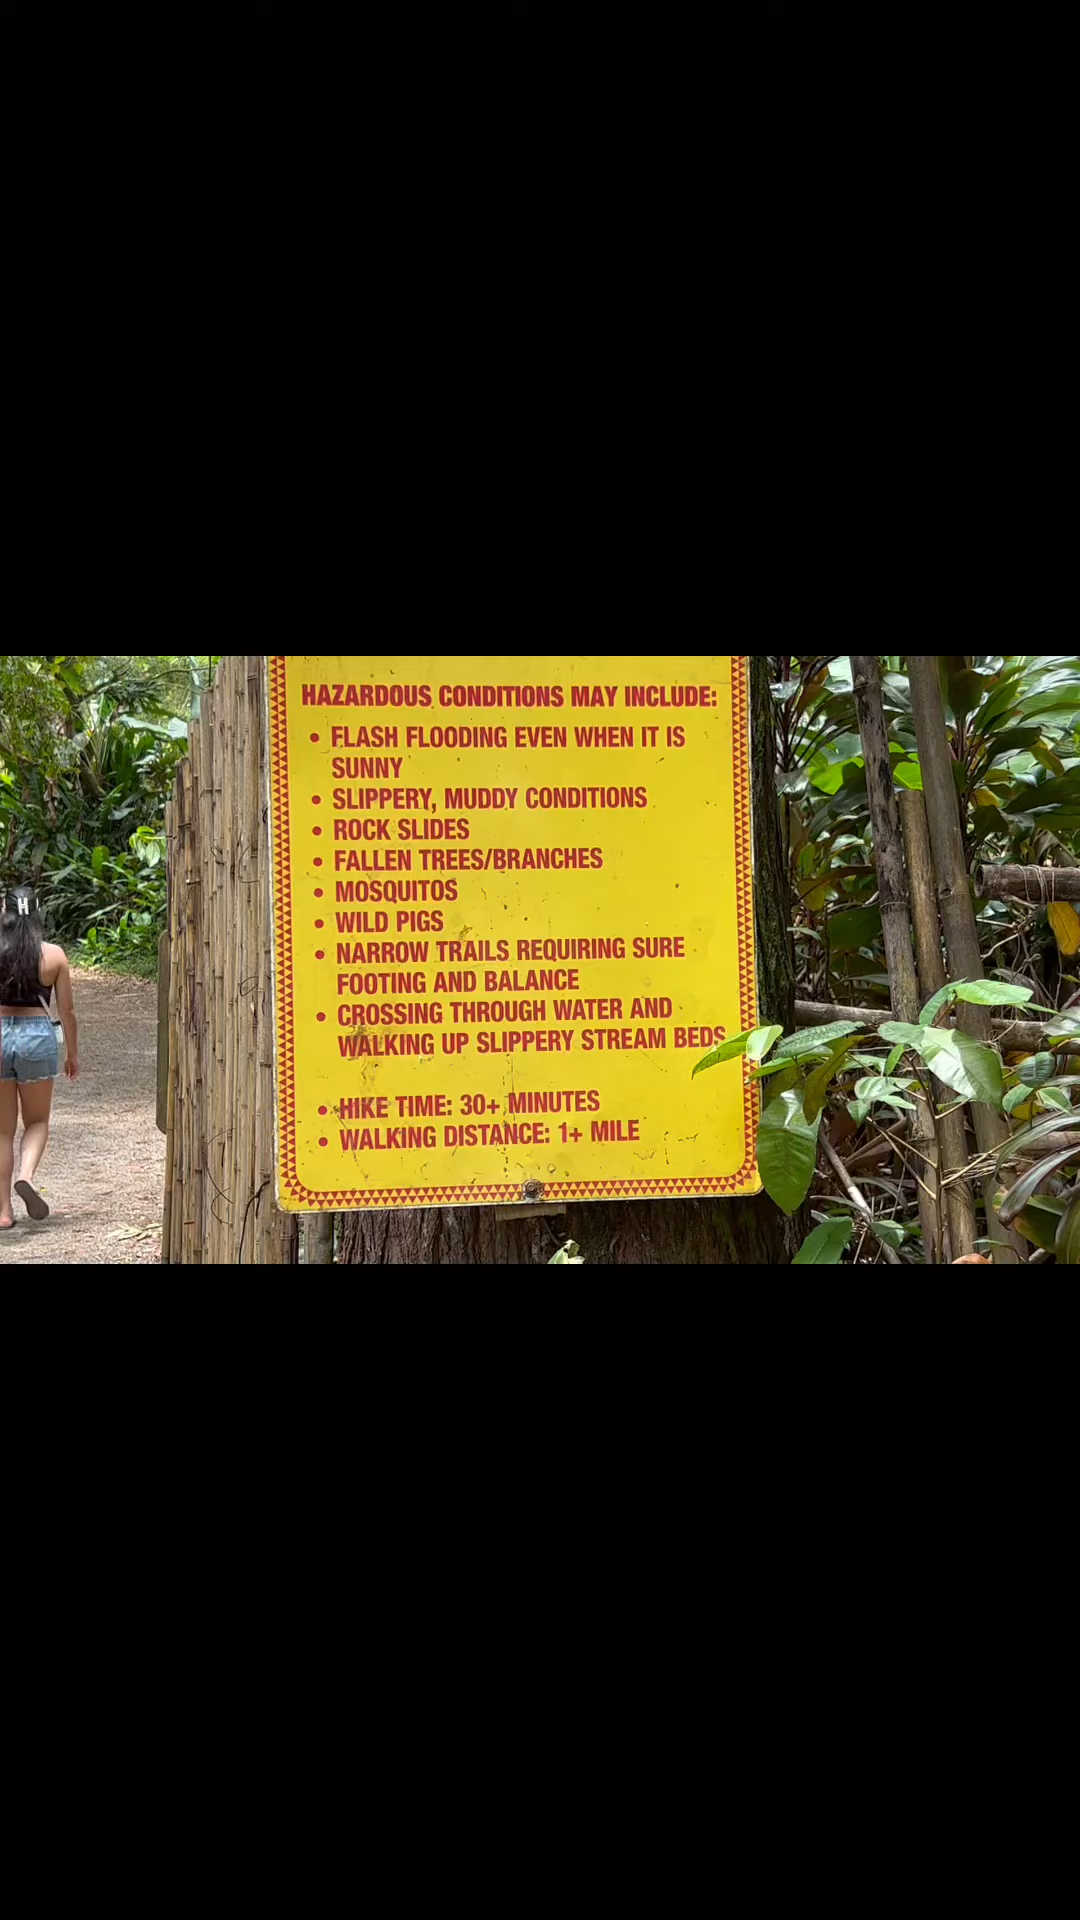 HAZARDOUS CONDITIONS MAY INCLUDE:
• FLASH FLOODING EVEN WHEN IT IS
SUNNY
• SLIPPERY, MUDDY CONDITIONS
• ROCK SLIDES
• FALLEN TREES/BRANCHES
• MOSQUITOS
• WILD PIGS
• NARROW TRAILS REQUIRING SURE
FOOTING AND BALANCE
• CROSSING THROUGH WATER AND
WALKING UP SLIPPERY STREAM BEDS
• HIKE TIME: 30+ MINUTES
• WALKING DISTANCE: 1+ MILE